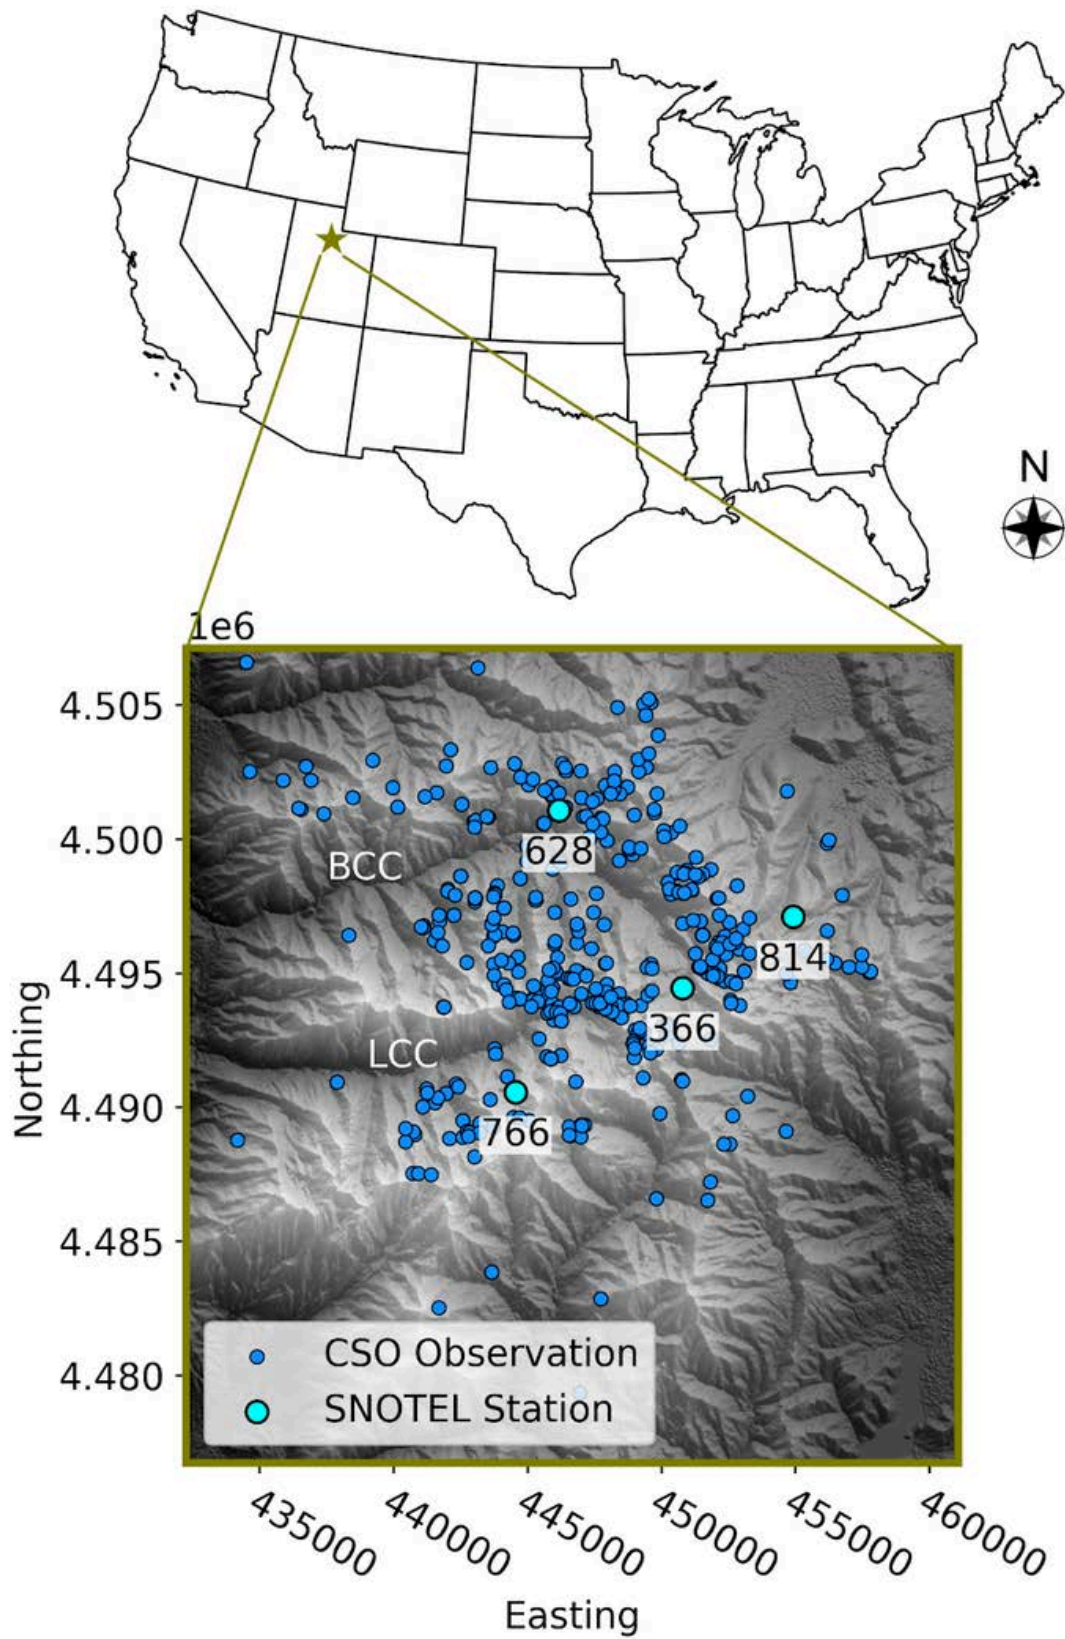 N
1e6
4.505
4.500
4.495
4.490
4.485
4.480
Northing
BCC
628
814
366
LCC
766
CSO Observation
SNOTEL Station
435000
440000
445000
450000
455000
460000
Easting